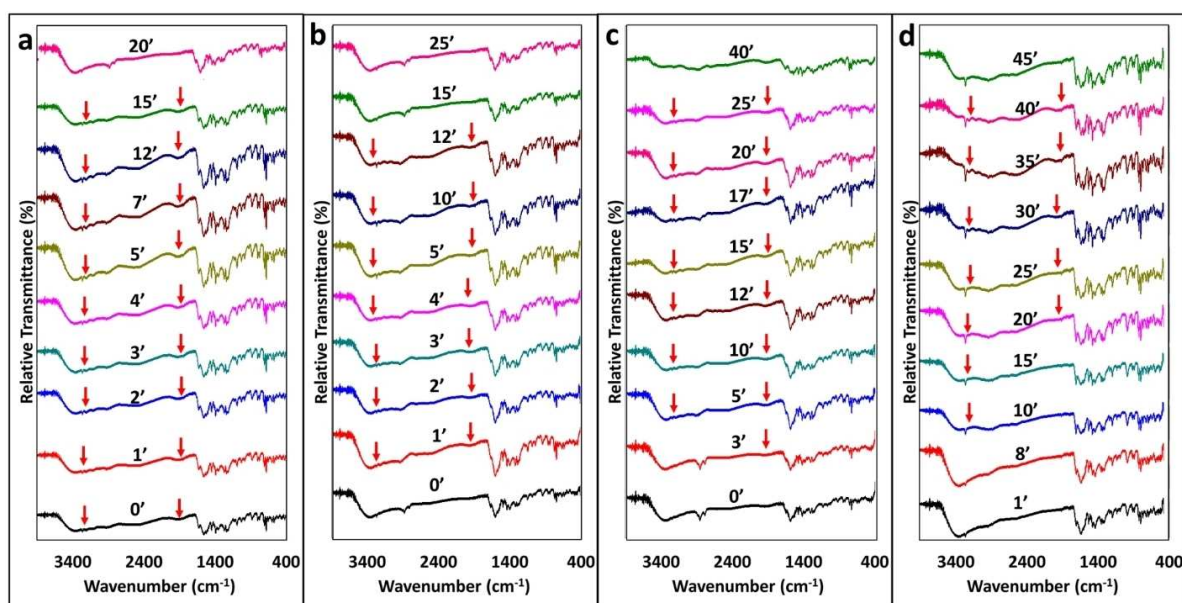 a
20’
15’
12’
7’
5’
4’
3’
2’
1’
0’
Relative Transmittance (%)
3400 2400 1400 400
Wavenumber (cm-1)
b
25’
15’
12’
10’
5’
4’
3’
2’
1’
0’
Relative Transmittance (%)
3400 2400 1400 400
Wavenumber (cm-1)
c
40’
25’
20’
17’
15’
12’
10’
5’
3’
0’
Relative Transmittance (%)
3400 2400 1400 400
Wavenumber (cm-1)
d
45’
40’
35’
30’
25’
20’
15’
10’
8’
1’
Relative Transmittance (%)
3400 2400 1400 400
Wavenumber (cm-1)